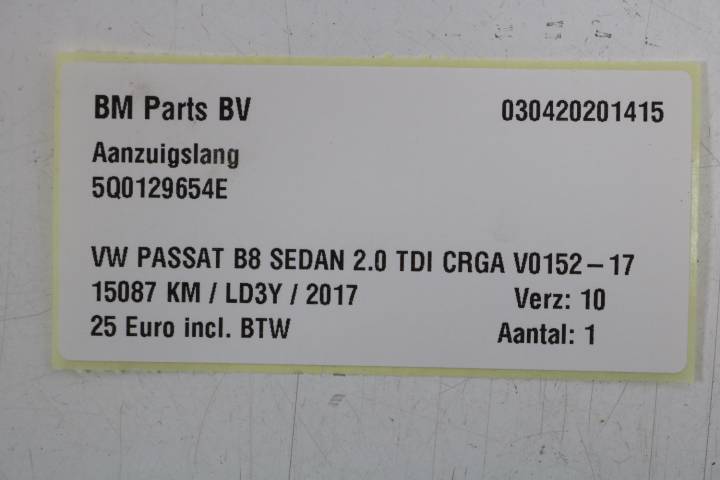 BM Parts BV 030420201415
Aanzuigslang
5Q0129654E
VW PASSAT B8 SEDAN 2.0 TDI CRGA V0152-17
15087 KM / LD3Y / 2017 Verz: 10
25 Euro incl. BTW Aantal: 1